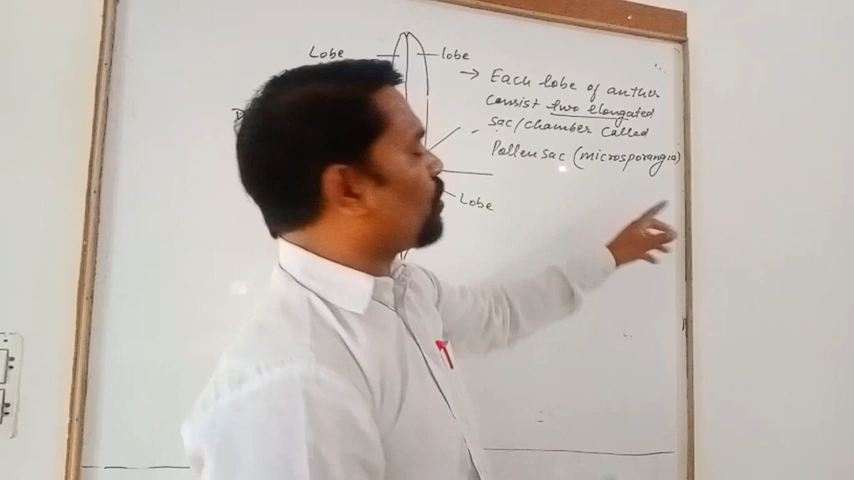 Lobe
lobe
→ Each lobe of anther
consist two elongated
sac/chamber called
Pollen sac (microsporangia)
Lobe